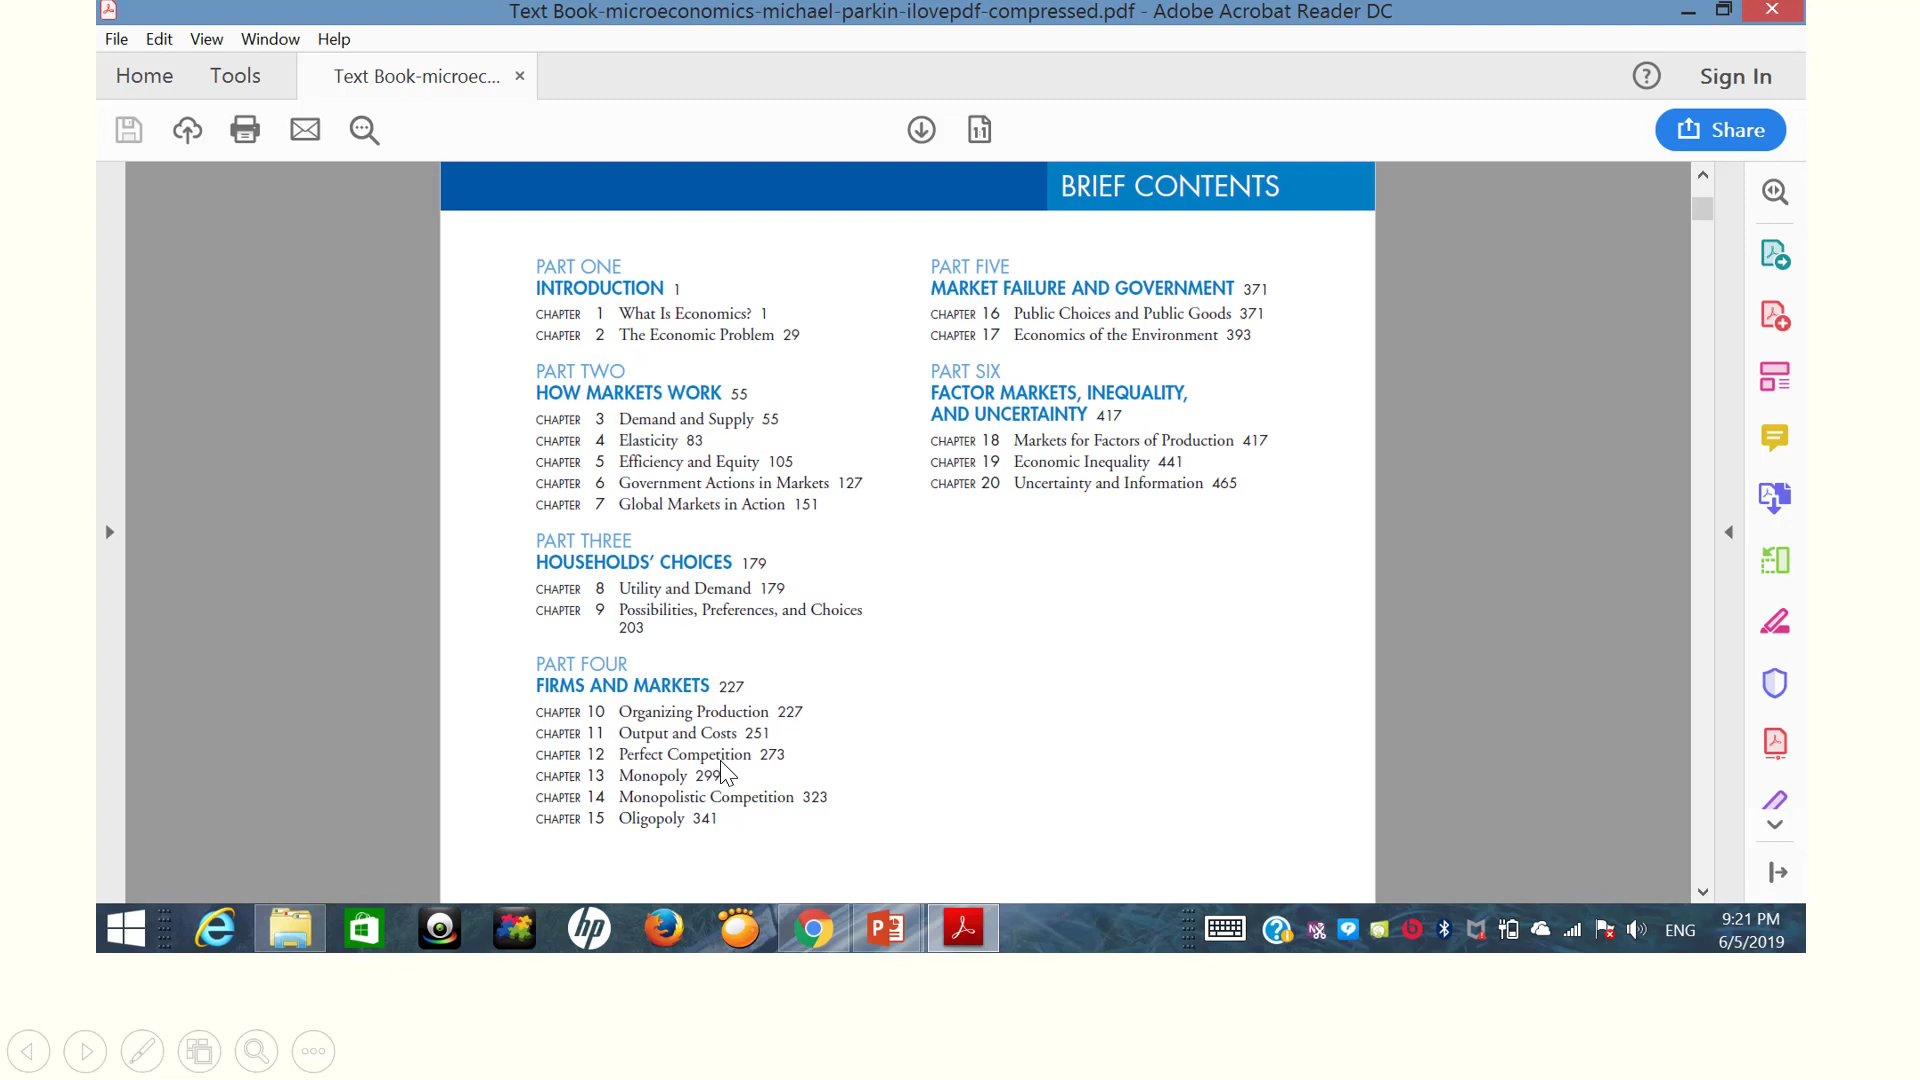 Text Book-microeconomics-michael-parkin-ilovepdf-compressed.pdf - Adobe Acrobat Reader DC
File Edit View Window Help
Home Tools Text Book-microec... × Sign In
Share
BRIEF CONTENTS
PART ONE
INTRODUCTION 1
CHAPTER 1 What Is Economics? 1
CHAPTER 2 The Economic Problem 29
PART TWO
HOW MARKETS WORK 55
CHAPTER 3 Demand and Supply 55
CHAPTER 4 Elasticity 83
CHAPTER 5 Efficiency and Equity 105
CHAPTER 6 Government Actions in Markets 127
CHAPTER 7 Global Markets in Action 151
PART THREE
HOUSEHOLDS’ CHOICES 179
CHAPTER 8 Utility and Demand 179
CHAPTER 9 Possibilities, Preferences, and Choices
203
PART FOUR
FIRMS AND MARKETS 227
CHAPTER 10 Organizing Production 227
CHAPTER 11 Output and Costs 251
CHAPTER 12 Perfect Competition 273
CHAPTER 13 Monopoly 299
CHAPTER 14 Monopolistic Competition 323
CHAPTER 15 Oligopoly 341
PART FIVE
MARKET FAILURE AND GOVERNMENT 371
CHAPTER 16 Public Choices and Public Goods 371
CHAPTER 17 Economics of the Environment 393
PART SIX
FACTOR MARKETS, INEQUALITY,
AND UNCERTAINTY 417
CHAPTER 18 Markets for Factors of Production 417
CHAPTER 19 Economic Inequality 441
CHAPTER 20 Uncertainty and Information 465
hp
ENG
9:21 PM
6/5/2019